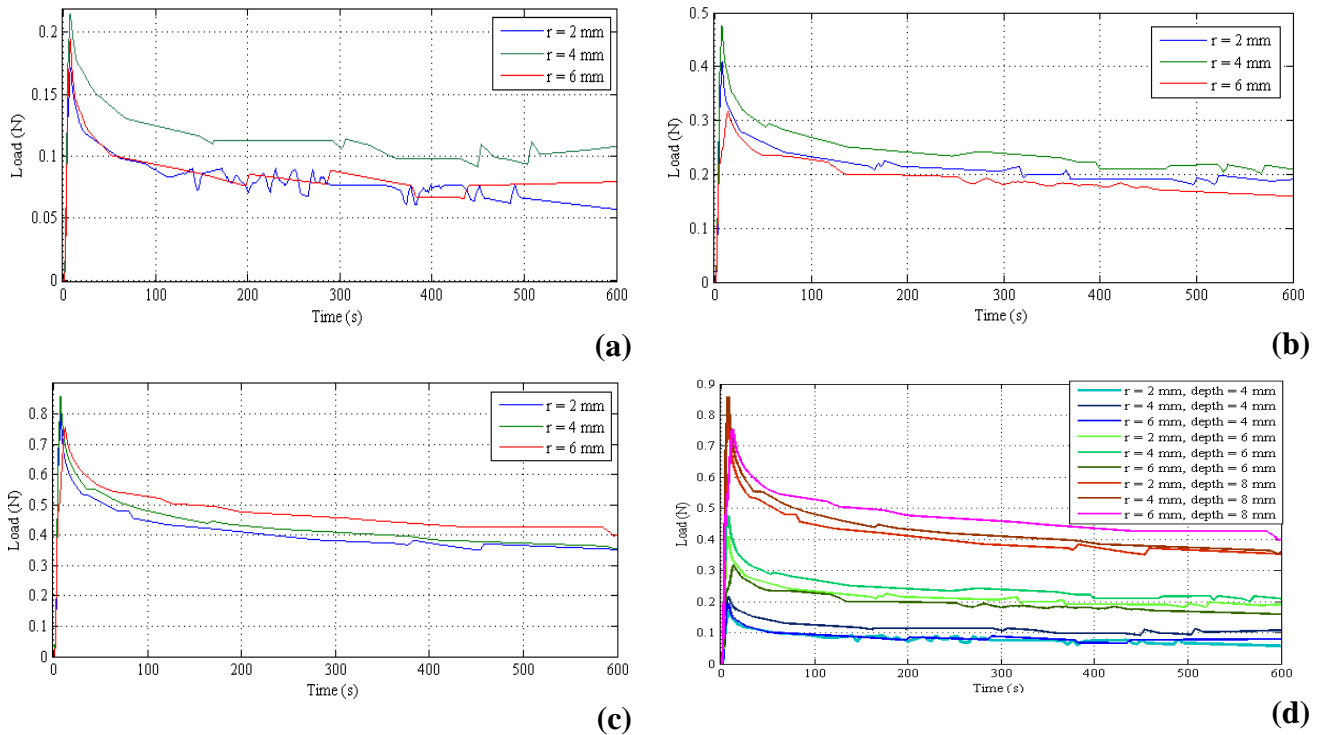 0.2
0.15
0.1
0.05
0
Load (N)
r = 2 mm
r = 4 mm
r = 6 mm
0 100 200 300 400 500 600
Time (s)
(a)
0.5
0.4
0.3
0.2
0.1
0
Load (N)
r = 2 mm
r = 4 mm
r = 6 mm
0 100 200 300 400 500 600
Time (s)
(b)
0.8
0.7
0.6
0.5
0.4
0.3
0.2
0.1
0
Load (N)
r = 2 mm
r = 4 mm
r = 6 mm
0 100 200 300 400 500 600
Time (s)
(c)
0.9
0.8
0.7
0.6
0.5
0.4
0.3
0.2
0.1
0
Load (N)
r = 2 mm, depth = 4 mm
r = 4 mm, depth = 4 mm
r = 6 mm, depth = 4 mm
r = 2 mm, depth = 6 mm
r = 4 mm, depth = 6 mm
r = 6 mm, depth = 6 mm
r = 2 mm, depth = 8 mm
r = 4 mm, depth = 8 mm
r = 6 mm, depth = 8 mm
0 100 200 300 400 500 600
Time (s)
(d)